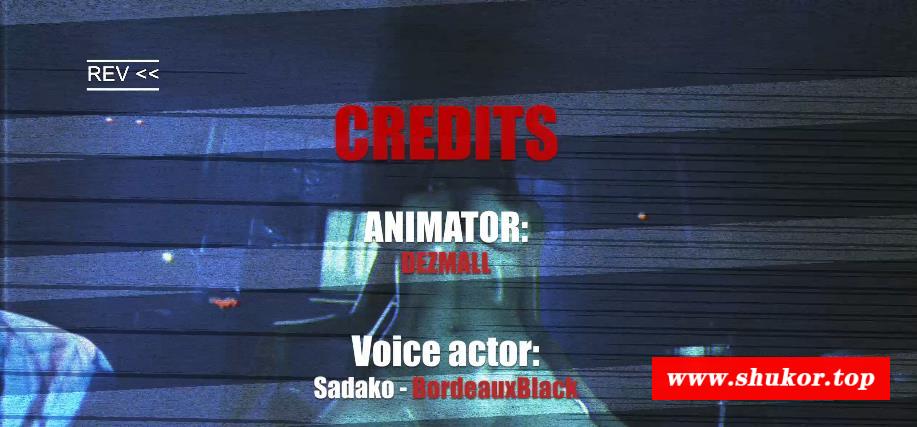 REV <<
CREDITS
ANIMATOR:
DEZMALL
Voice actor:
Sadako - BordeauxBlack
www.shukor.top